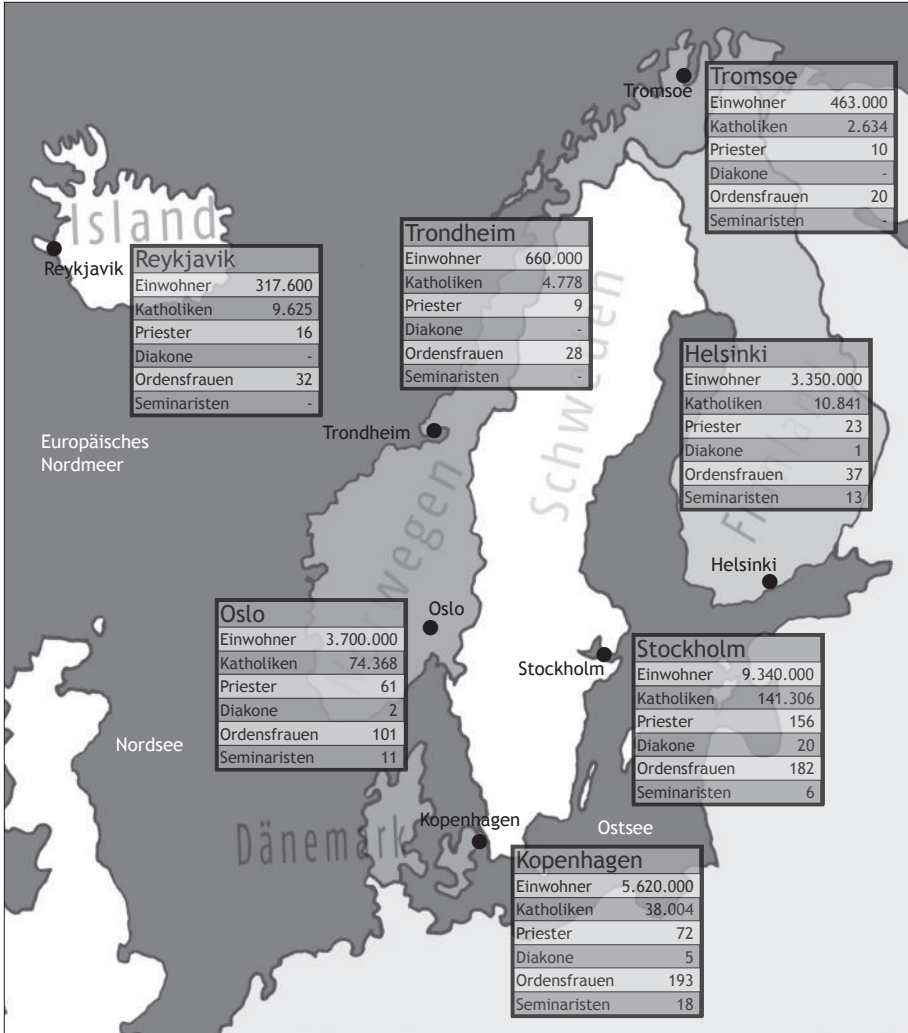 Tromsoe
Tromsoe
Einwohner 463.000
Katholiken 2.634
Priester 10
Diakone -
Ordensfrauen 20
Seminaristen -
Island
Reykjavik
Reykjavik
Einwohner 317.600
Katholiken 9.625
Priester 16
Diakone -
Ordensfrauen 32
Seminaristen -
Trondheim
Einwohner 660.000
Katholiken 4.778
Priester 9
Diakone -
Ordensfrauen 28
Seminaristen -
Schweden
Helsinki
Einwohner 3.350.000
Katholiken 10.841
Priester 23
Diakone 1
Ordensfrauen 37
Seminaristen 13
Finnland
Trondheim
Europäisches
Nordmeer
Norwegen
Helsinki
Oslo
Einwohner 3.700.000
Katholiken 74.368
Priester 61
Diakone 2
Ordensfrauen 101
Seminaristen 11
Oslo
Stockholm
Stockholm
Einwohner 9.340.000
Katholiken 141.306
Priester 156
Diakone 20
Ordensfrauen 182
Seminaristen 6
Nordsee
Dänemark
Kopenhagen
Ostsee
Kopenhagen
Einwohner 5.620.000
Katholiken 38.004
Priester 72
Diakone 5
Ordensfrauen 193
Seminaristen 18